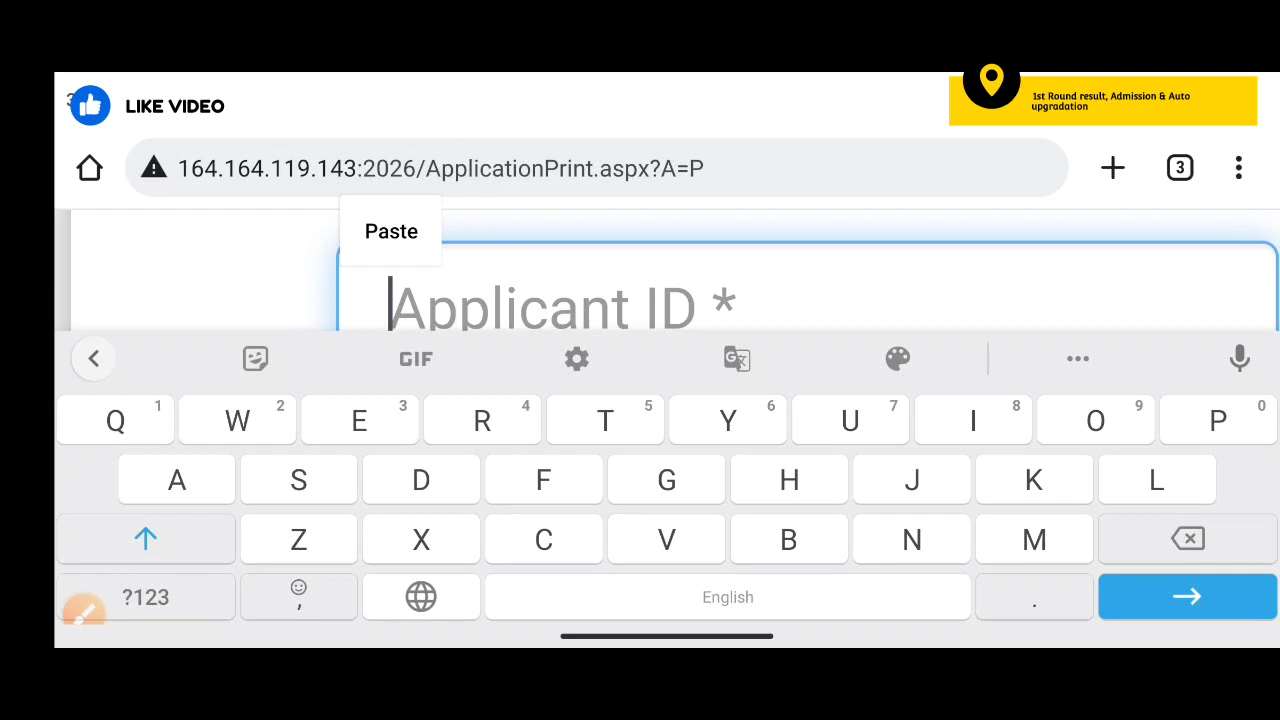 3
LIKE VIDEO
1st Round result, Admission & Auto
upgradation
164.164.119.143:2026/ApplicationPrint.aspx?A=P
3
Paste
Applicant ID *
GIF
G
Q 1 W 2 E 3 R 4 T 5 Y 6 U 7 I 8 O 9 P 0
A S D F G H J K L
Z X C V B N M
?123 , English .